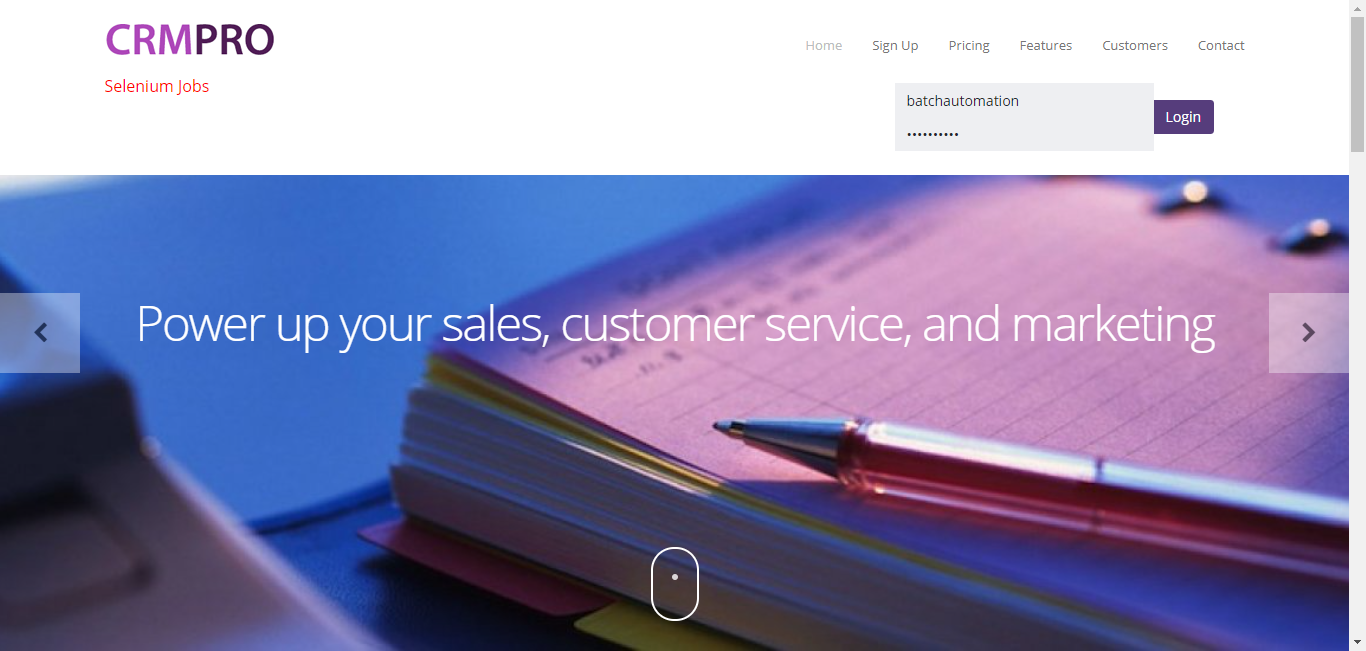 CRMPRO
Home Sign Up Pricing Features Customers Contact
Selenium Jobs
batchautomation
••••••••••
Login
Power up your sales, customer service, and marketing